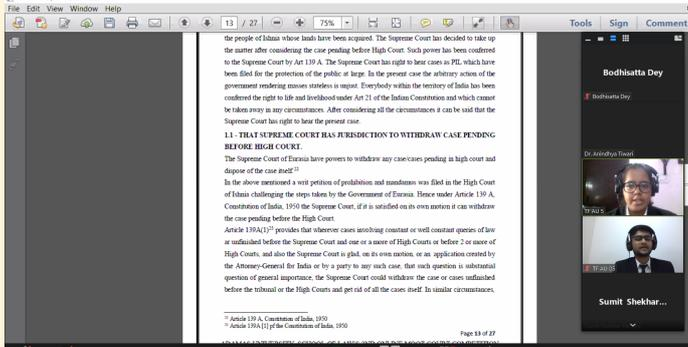 File Edit View Window Help
13 / 27
75%
Tools Sign Comment
the people of Ishna whose lands have been acquired. The Supreme Court has decided to take up
the matter after considering the case pending before High Court. Such power has been conferred
to the Supreme Court by Art 139 A. The Supreme Court has right to hear cases as PIL which have
been filed for the protection of the public at large. In the present case the arbitrary action of the
government rendering masses stateless is unjust. Everybody within the territory of India has been
conferred the right to life and livelihood under Art 21 of the Indian Constitution and which cannot
be taken away in any circumstances. After considering all the circumstances it can be said that the
Supreme Court has right to hear the present case.
1.1 - THAT SUPREME COURT HAS JURISDICTION TO WITHDRAW CASE PENDING
BEFORE HIGH COURT.
The Supreme Court of Eurasia have powers to withdraw any case/cases pending in high court and
dispose of the case itself.
In the above mentioned a writ petition of prohibition and mandamus was filed in the High Court
of Ishnia challenging the steps taken by the Government of Eurasia. Hence under Article 139 A,
Constitution of India, 1950 the Supreme Court, if it is satisfied on its own motion it can withdraw
the case pending before the High Court.
Article 139A(1) provides that wherever cases involving constant or well constant queries of law
ar unfinished before the Supreme Court and one or a more of High Courts or before 2 or more of
High Courts, and also the Supreme Court is glad, on its own motion, or an application created by
the Attorney-General for India or by a party to any such case, that such question is substantial
question of general importance, the Supreme Court could withdraw the case or cases unfinished
before the tribunal or the High Courts and get rid of all the cases itself. In similar circumstances,
Article 139 A, Constitution of India, 1950
Article 139A [1] pf the Constitution of India, 1950
Page 13 of 27
Bodhisatta Dey
Bodhisatta Dey
Dr. Anindhya Tiwari
TF AU 5
TF AU 05
Sumit Shekhar...